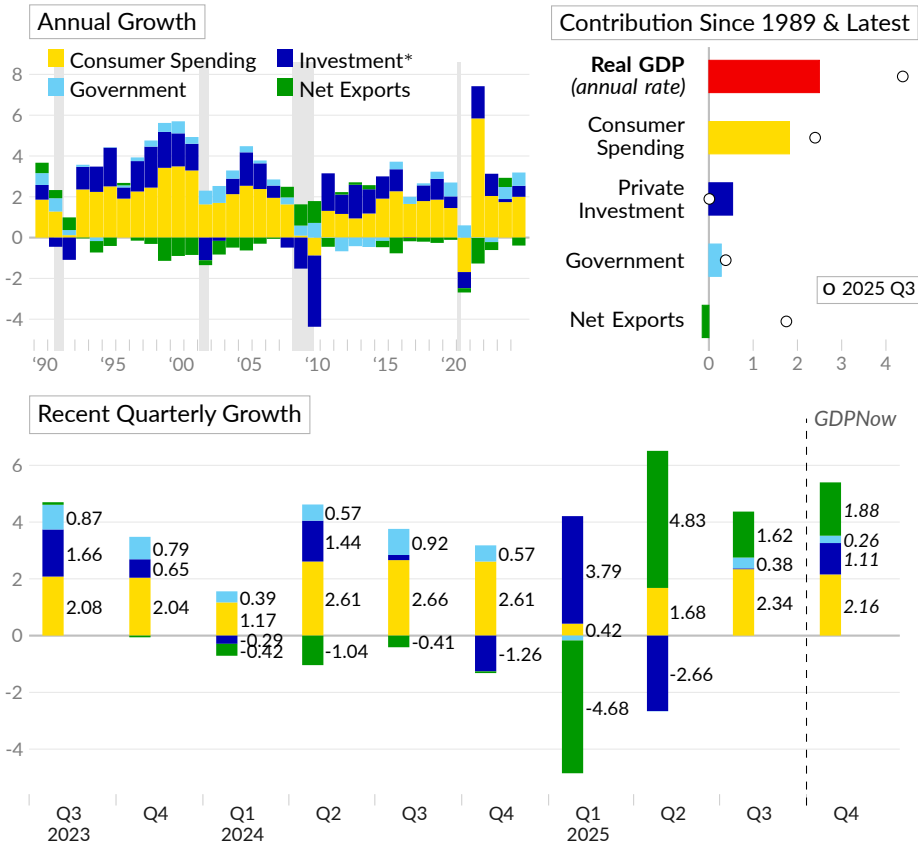 Annual Growth
Consumer Spending
Investment*
Government
Net Exports
8
6
4
2
0
-2
-4
‘90
‘95
‘00
‘05
‘10
‘15
‘20
Contribution Since 1989 & Latest
Real GDP
(annual rate)
Consumer
Spending
Private
Investment
Government
Net Exports
2025 Q3
0
1
2
3
4
Recent Quarterly Growth
GDPNow
6
4
2
0
-2
-4
0.87
1.66
2.08
0.79
0.65
2.04
0.39
1.17
-0.29
-0.42
0.57
1.44
2.61
-1.04
0.92
2.66
-0.41
0.57
2.61
-1.26
3.79
0.42
-4.68
4.83
1.68
-2.66
1.62
0.38
2.34
1.88
0.26
1.11
2.16
Q3
2023
Q4
Q1
2024
Q2
Q3
Q4
Q1
2025
Q2
Q3
Q4